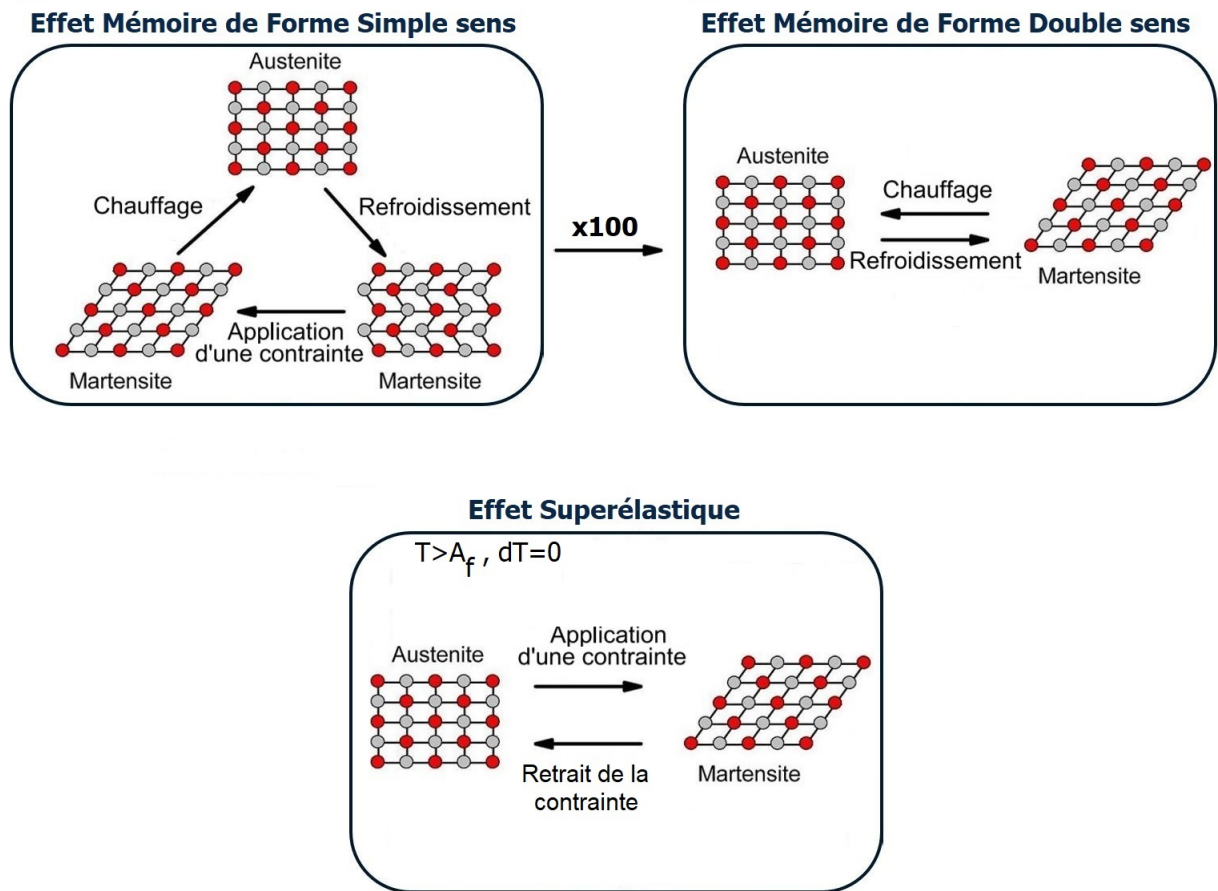 Effet Mémoire de Forme Simple sens
Austenite
Chauffage
Refroidissement
Application
d'une contrainte
Martensite
Martensite
x100
Effet Mémoire de Forme Double sens
Austenite
Chauffage
Refroidissement
Martensite
Effet Superélastique
T>Af , dT=0
Austenite
Application
d'une contrainte
Retrait de la
contrainte
Martensite